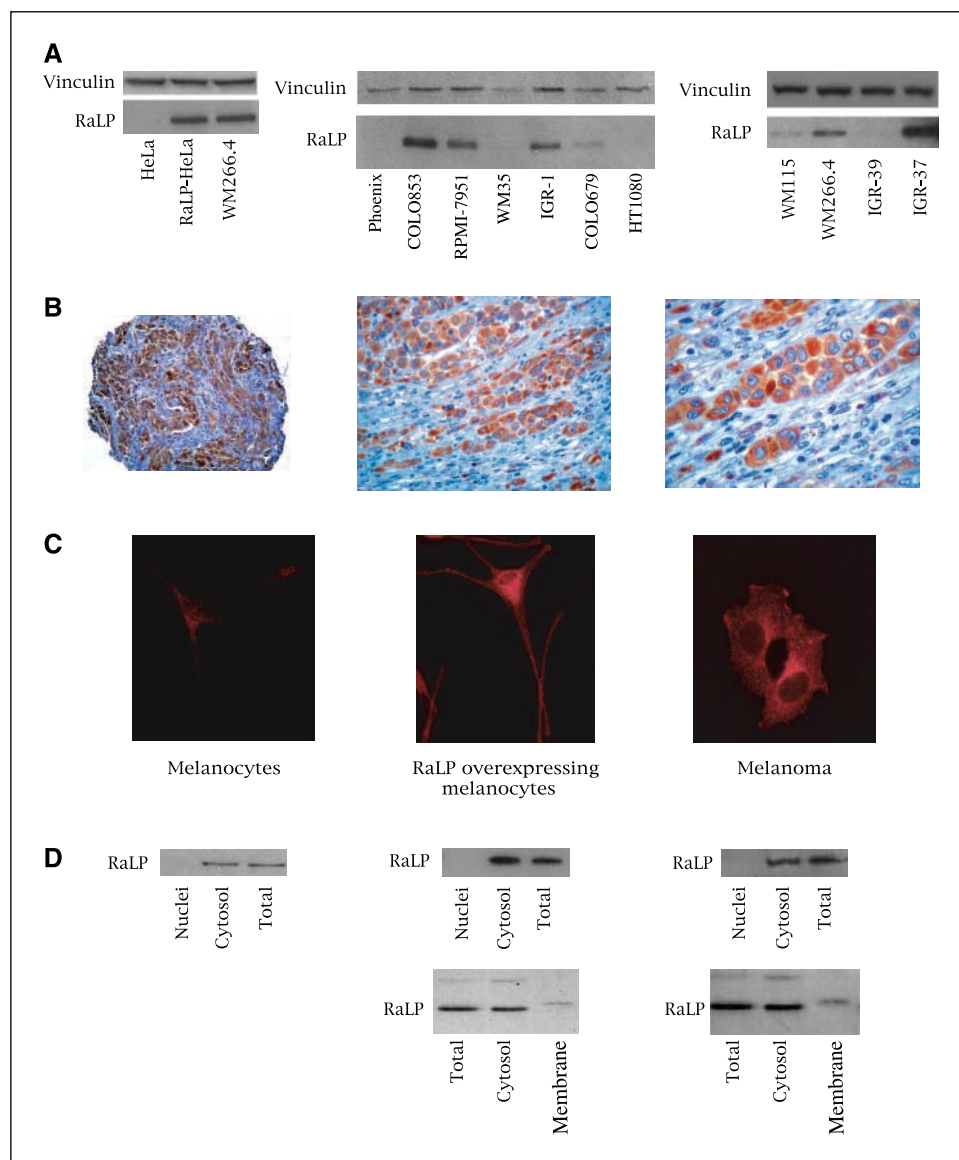 A
Vinculin
RaLP
HeLa
RaLP-HeLa
WM266.4
Vinculin
RaLP
Phoenix
COLO853
RPMI-7951
WM35
IGR-1
COLO679
HT1080
RaLP
WM115
WM266.4
IGR-39
IGR-37
Vinculin
B
C
Melanocytes
RaLP overexpressing
melanocytes
Melanoma
D
RaLP
Nuclei
Cytosol
Total
RaLP
Nuclei
Cytosol
Total
RaLP
Nuclei
Cytosol
Total
RaLP
Total
Cytosol
Membrane
RaLP
Total
Cytosol
Membrane